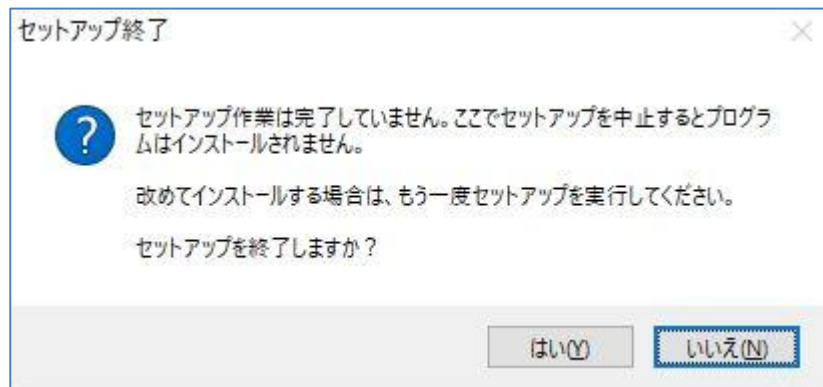 セットアップ終了
セットアップ作業は完了していません。ここでセットアップを中止するとプログラ
ムはインストールされません。
改めてインストールする場合は、もう一度セットアップを実行してください。
セットアップを終了しますか？
はい(Y)
いいえ(N)